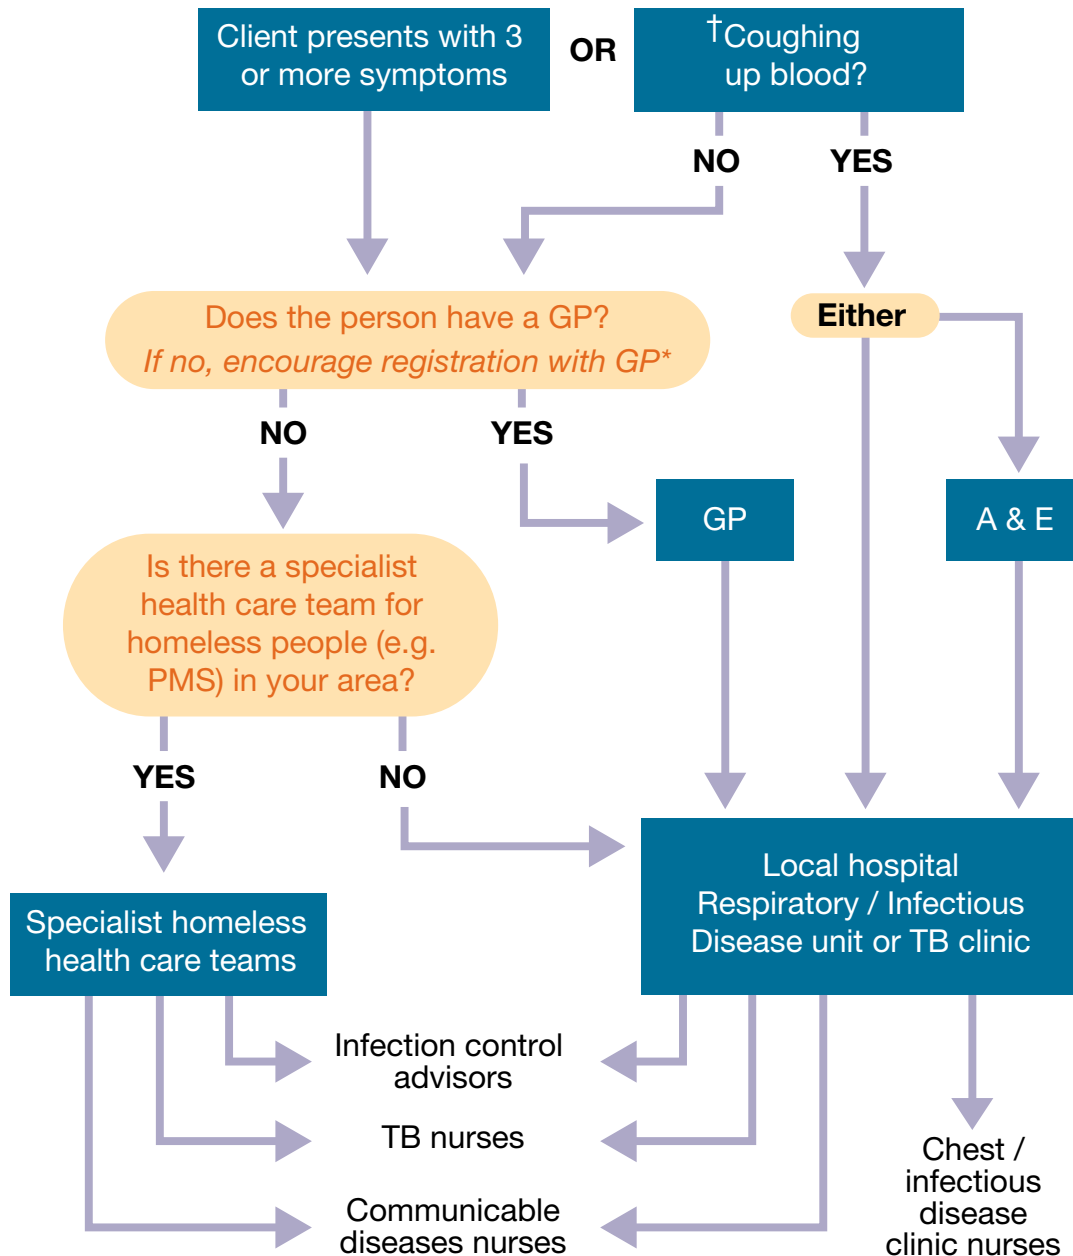 Client presents with 3
or more symptoms
OR
†Coughing
up blood?
NO
YES
Does the person have a GP?
If no, encourage registration with GP*
Either
NO
YES
GP
A & E
Is there a specialist
health care team for
homeless people (e.g.
PMS) in your area?
YES
NO
Local hospital
Respiratory / Infectious
Disease unit or TB clinic
Specialist homeless
health care teams
Infection control
advisors
TB nurses
Communicable
diseases nurses
Chest /
infectious
disease
clinic nurses